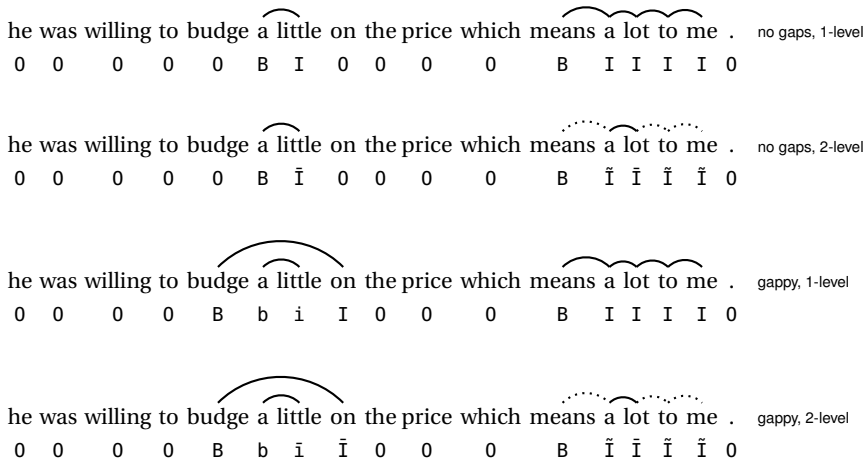 he was willing to budge a little on the price which means a lot to me . no gaps, 1-level
O O O O O B I O O O O B I I I I O
he was willing to budge a little on the price which means a lot to me . no gaps, 2-level
O O O O O B Ī O O O O B Ĩ Ī Ĩ Ĩ O
he was willing to budge a little on the price which means a lot to me . gappy, 1-level
O O O O B b i I O O O B I I I I O
he was willing to budge a little on the price which means a lot to me . gappy, 2-level
O O O O B b ī Ī O O O B Ĩ Ī Ĩ Ĩ O